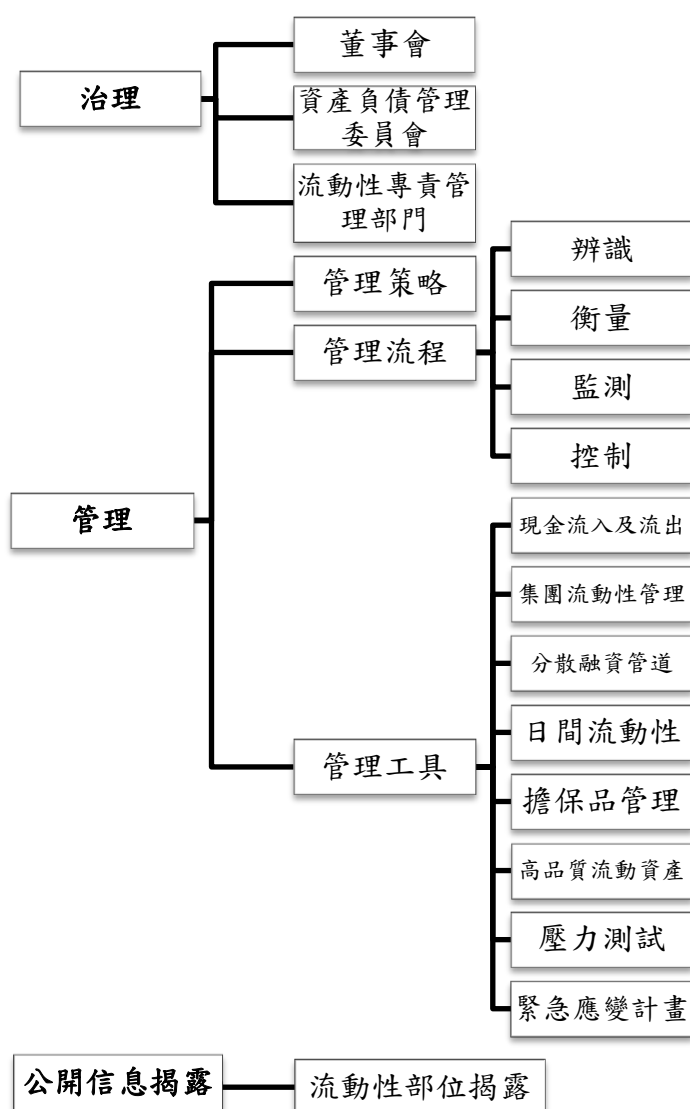 治理
董事會
資產負債管理
委員會
流動性專責管
理部門
管理
管理策略
管理流程
辨識
衡量
監測
控制
管理工具
現金流入及流出
集團流動性管理
分散融資管道
日間流動性
擔保品管理
高品質流動資產
壓力測試
緊急應變計畫
公開信息揭露
流動性部位揭露